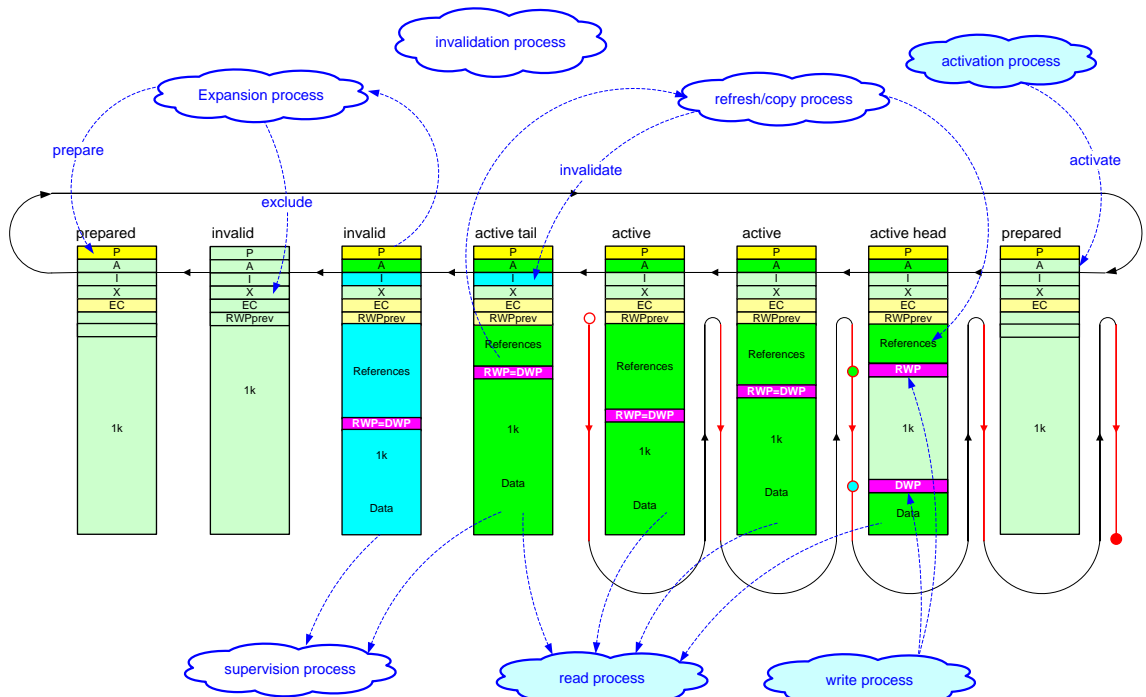 invalidation process
activation process
Expansion process
refresh/copy process
prepare
invalidate
activate
exclude
prepared
invalid
invalid
active tail
active
active
active head
prepared
P
A
I
X
EC
1k
P
A
I
X
EC
RWPprev
1k
P
A
I
X
EC
RWPprev
References
RWP=DWP
1k
Data
P
A
I
X
EC
RWPprev
References
RWP=DWP
1k
Data
P
A
I
X
EC
RWPprev
References
RWP=DWP
1k
Data
P
A
I
X
EC
RWPprev
References
RWP=DWP
1k
Data
P
A
I
X
EC
RWPprev
References
RWP
1k
DWP
Data
P
A
I
X
EC
1k
supervision process
read process
write process